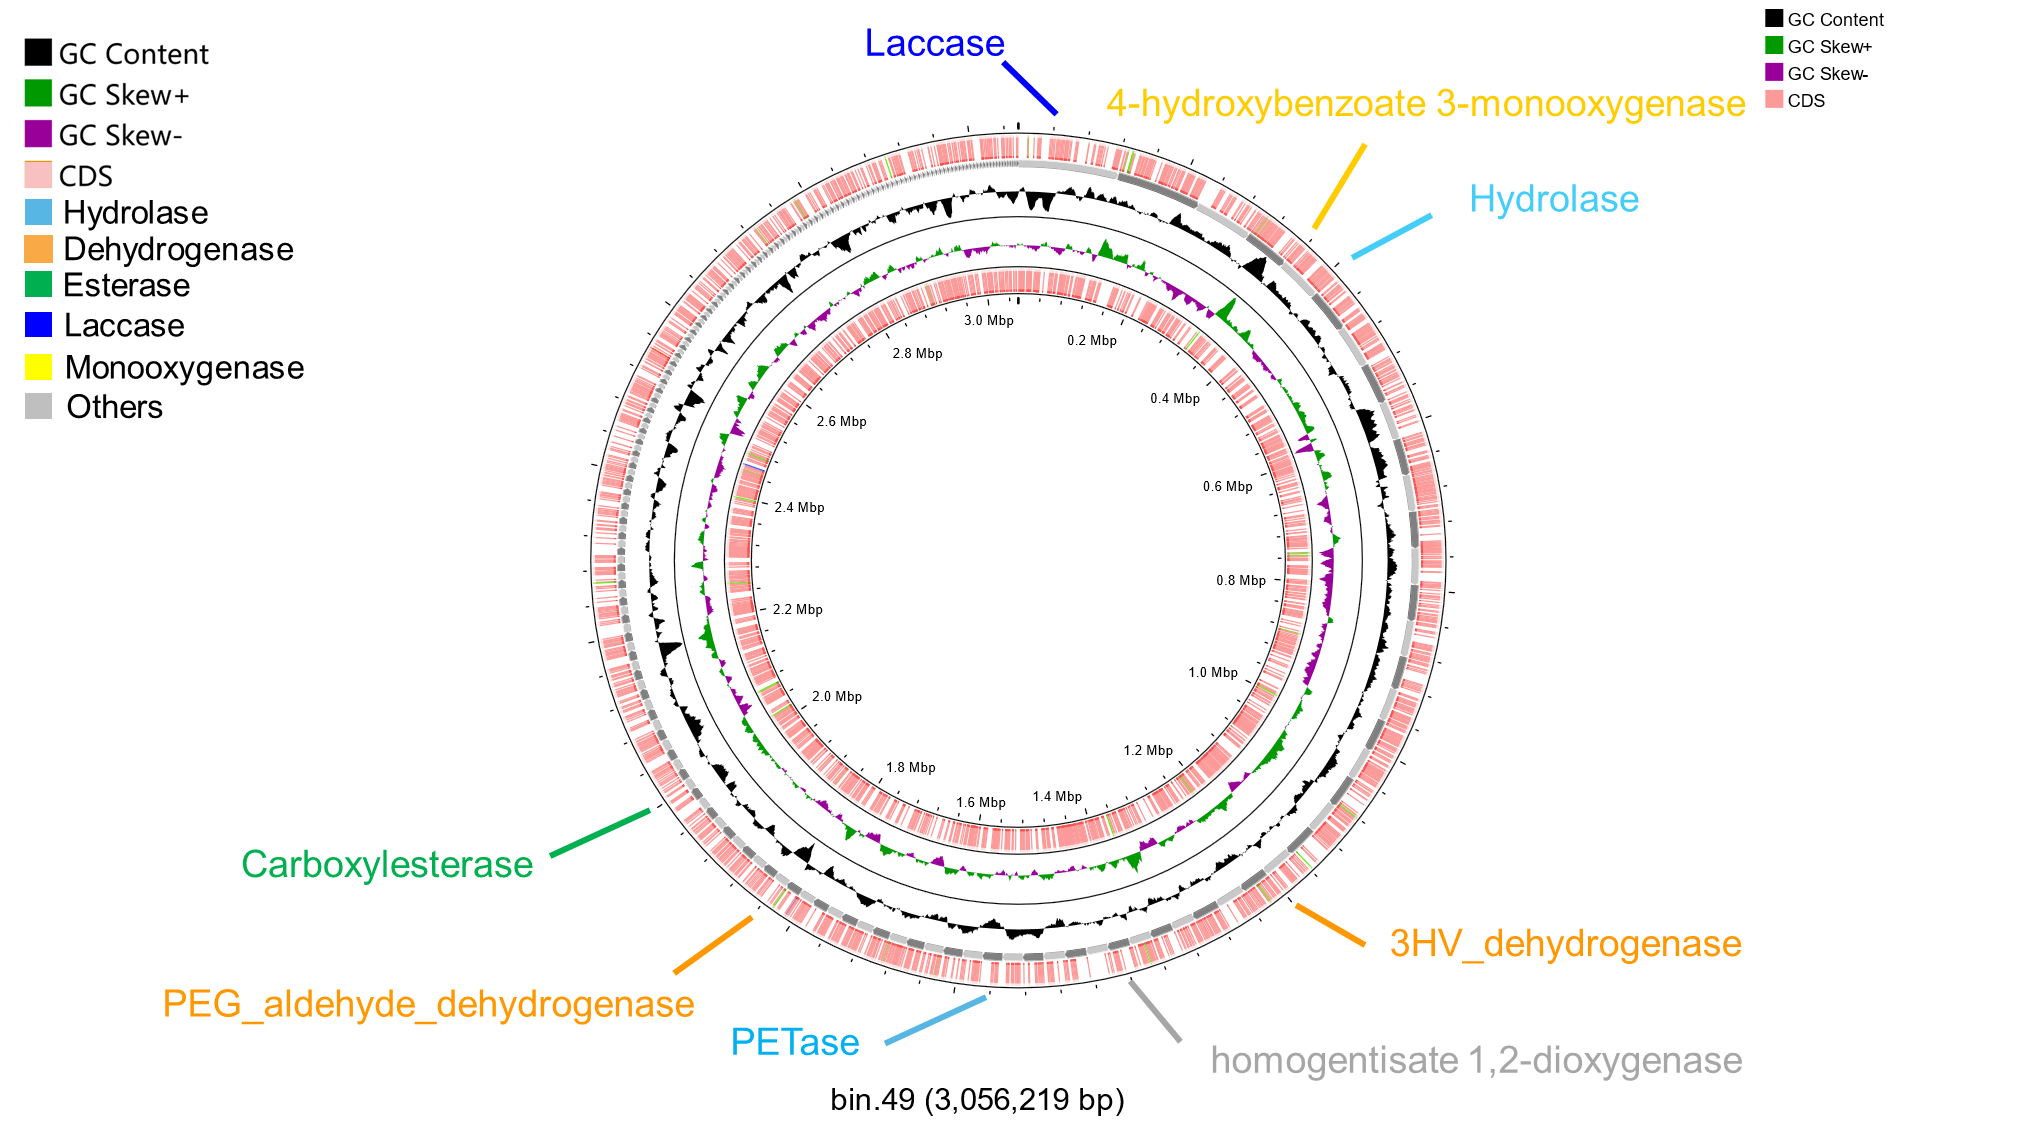 GC Content
GC Skew+
GC Skew-
CDS
Hydrolase
Dehydrogenase
Esterase
Laccase
Monooxygenase
Others
Laccase
4-hydroxybenzoate 3-monooxygenase
Hydrolase
GC Content
GC Skew+
GC Skew-
CDS
3.0 Mbp
0.2 Mbp
2.8 Mbp
0.4 Mbp
2.6 Mbp
0.6 Mbp
2.4 Mbp
0.8 Mbp
2.2 Mbp
1.0 Mbp
2.0 Mbp
1.2 Mbp
1.8 Mbp
1.4 Mbp
1.6 Mbp
Carboxylesterase
3HV_dehydrogenase
PEG_aldehyde_dehydrogenase
PETase
homogentisate 1,2-dioxygenase
bin.49 (3,056,219 bp)